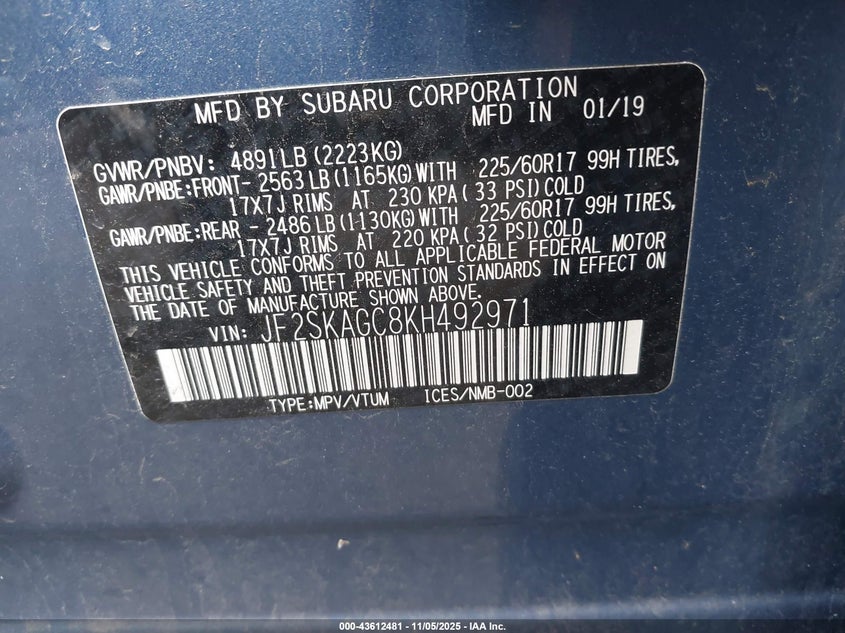 MFD BY SUBARU CORPORATION
MFD IN 01/19
GVWR/PNBV: 4891LB (2223KG)
GAWR/PNBE:FRONT- 2563LB (1165KG) WITH 225/60R17 99H TIRES,
17X7J RIMS AT 230 KPA (33 PSI) COLD
GAWR/PNBE:REAR - 2486LB (1130KG) WITH 225/60R17 99H TIRES,
17X7J RIMS AT 220 KPA (32 PSI) COLD
THIS VEHICLE CONFORMS TO ALL APPLICABLE FEDERAL MOTOR
VEHICLE SAFETY AND THEFT PREVENTION STANDARDS IN EFFECT ON
THE DATE OF MANUFACTURE SHOWN ABOVE.
VIN: JF2SKAGC8KH492971
TYPE:MPV/VTUM ICES/NMB-002
000-43612481 - 11/05/2025 - IAA Inc.